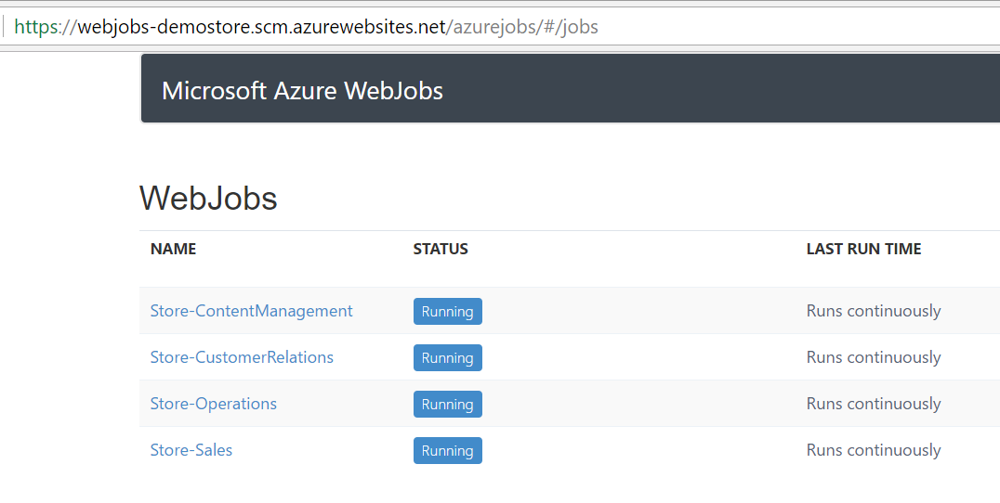 https://webjobs-demostore.scm.azurewebsites.net/azurejobs/#/jobs
Microsoft Azure WebJobs
WebJobs
NAME STATUS LAST RUN TIME
Store-ContentManagement Running Runs continuously
Store-CustomerRelations Running Runs continuously
Store-Operations Running Runs continuously
Store-Sales Running Runs continuously